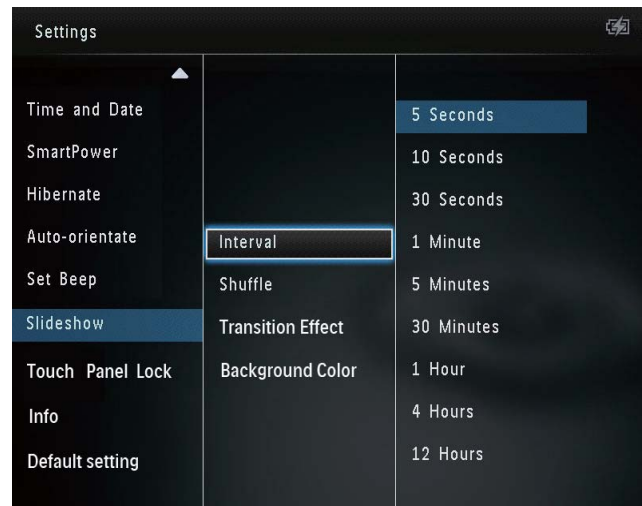 Settings
Time and Date
SmartPower
Hibernate
Auto-orientate
Set Beep
Slideshow
Touch Panel Lock
Info
Default setting
Interval
Shuffle
Transition Effect
Background Color
5 Seconds
10 Seconds
30 Seconds
1 Minute
5 Minutes
30 Minutes
1 Hour
4 Hours
12 Hours